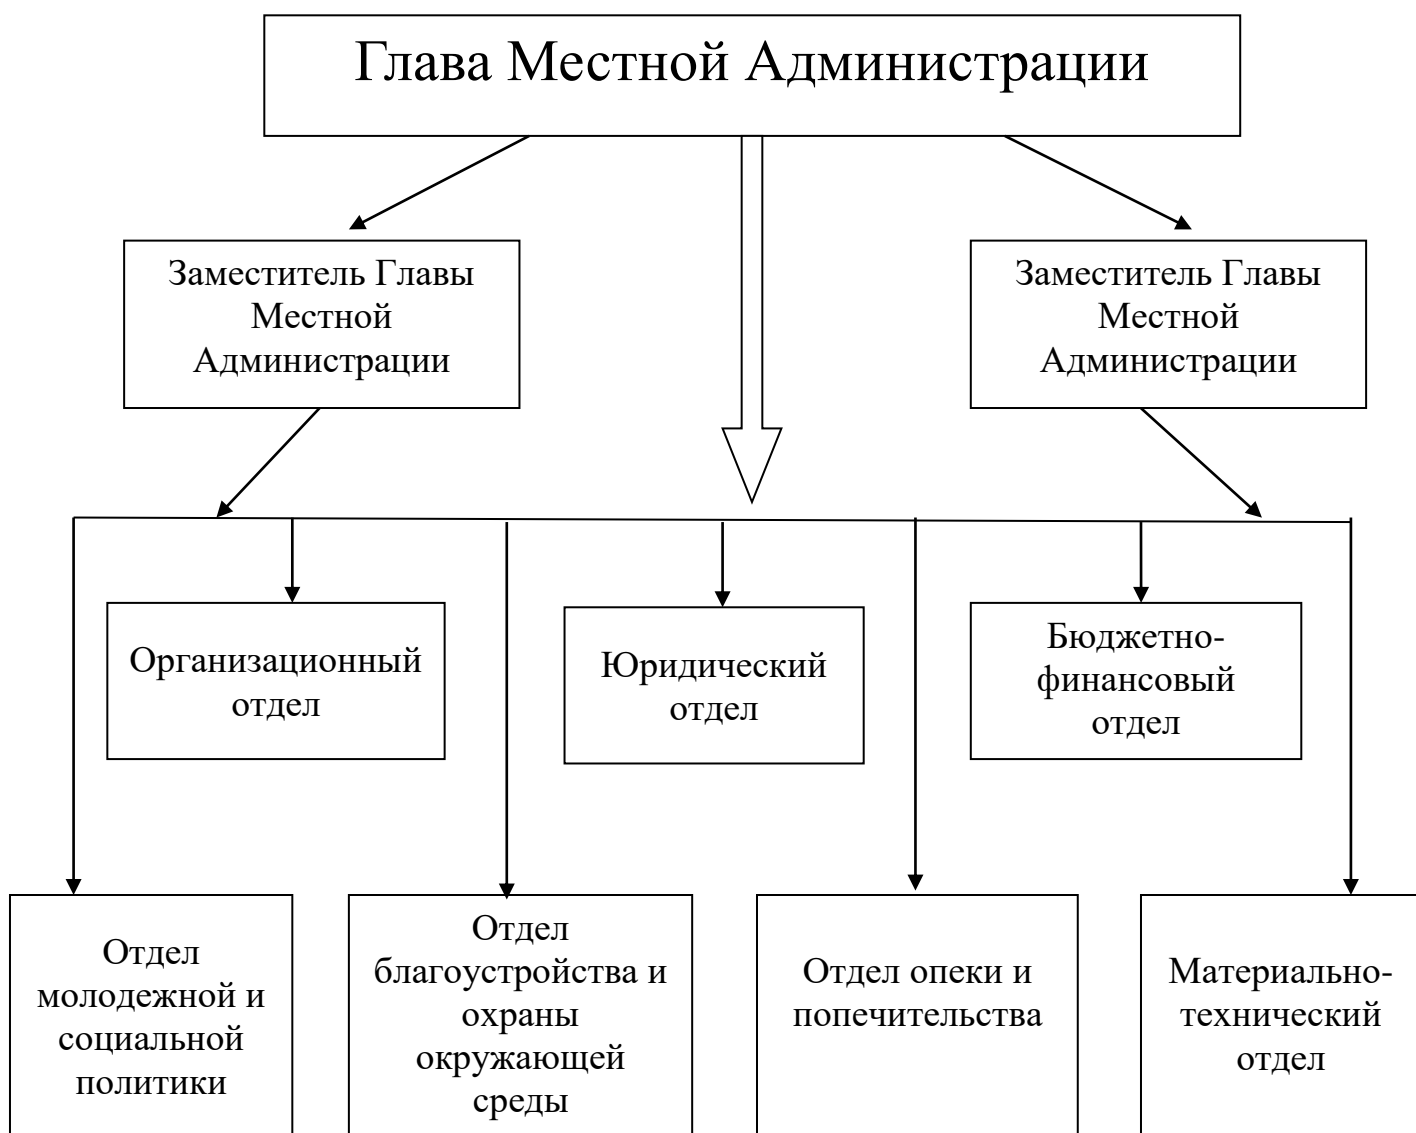 Глава Местной Администрации
Заместитель Главы
Местной
Администрации
Заместитель Главы
Местной
Администрации
Организационный
отдел
Юридический
отдел
Бюджетно-
финансовый
отдел
Отдел
молодежной и
социальной
политики
Отдел
благоустройства и
охраны
окружающей
среды
Отдел опеки и
попечительства
Материально-
технический
отдел